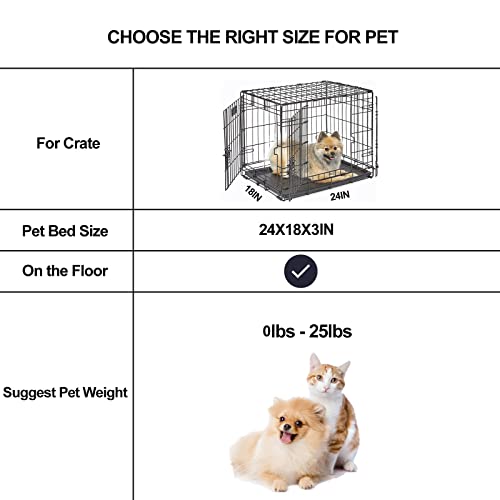 CHOOSE THE RIGHT SIZE FOR PET
For Crate
18IN
24IN
Pet Bed Size
24X18X3IN
On the Floor
Suggest Pet Weight
0lbs - 25lbs